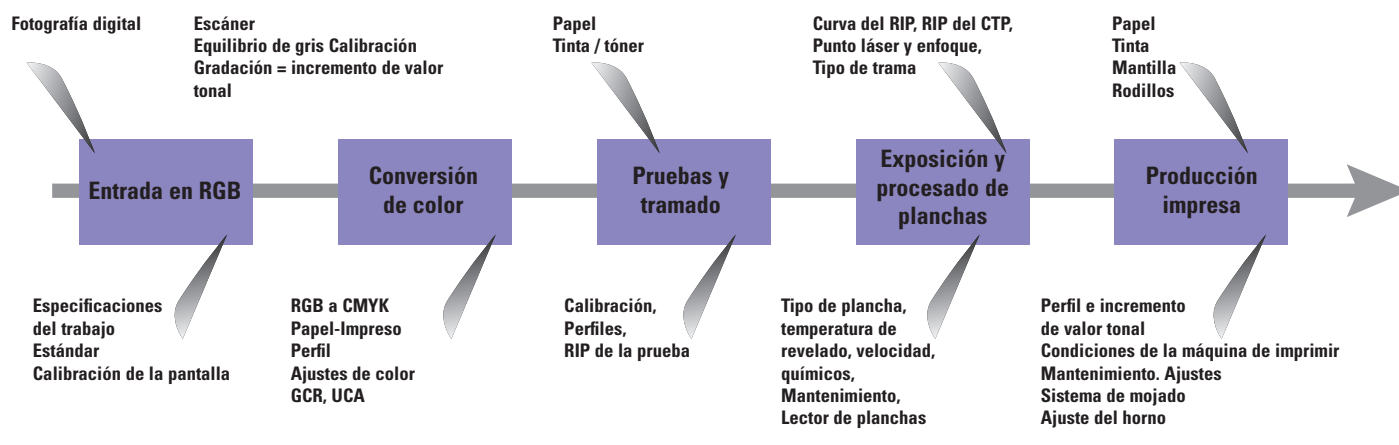 Fotografía digital
Escáner
Equilibrio de gris Calibración
Gradación = incremento de valor
tonal
Papel
Tinta / tóner
Curva del RIP, RIP del CTP,
Punto láser y enfoque,
Tipo de trama
Papel
Tinta
Mantilla
Rodillos
Entrada en RGB
Conversión
de color
Pruebas y
tramado
Exposición y
procesado de
planchas
Producción
impresa
Especificaciones
del trabajo
Estándar
Calibración de la pantalla
RGB a CMYK
Papel-Impreso
Perfil
Ajustes de color
GCR, UCA
Calibración,
Perfiles,
RIP de la prueba
Tipo de plancha,
temperatura de
revelado, velocidad,
químicos,
Mantenimiento,
Lector de planchas
Perfil e incremento
de valor tonal
Condiciones de la máquina de imprimir
Mantenimiento. Ajustes
Sistema de mojado
Ajuste del horno